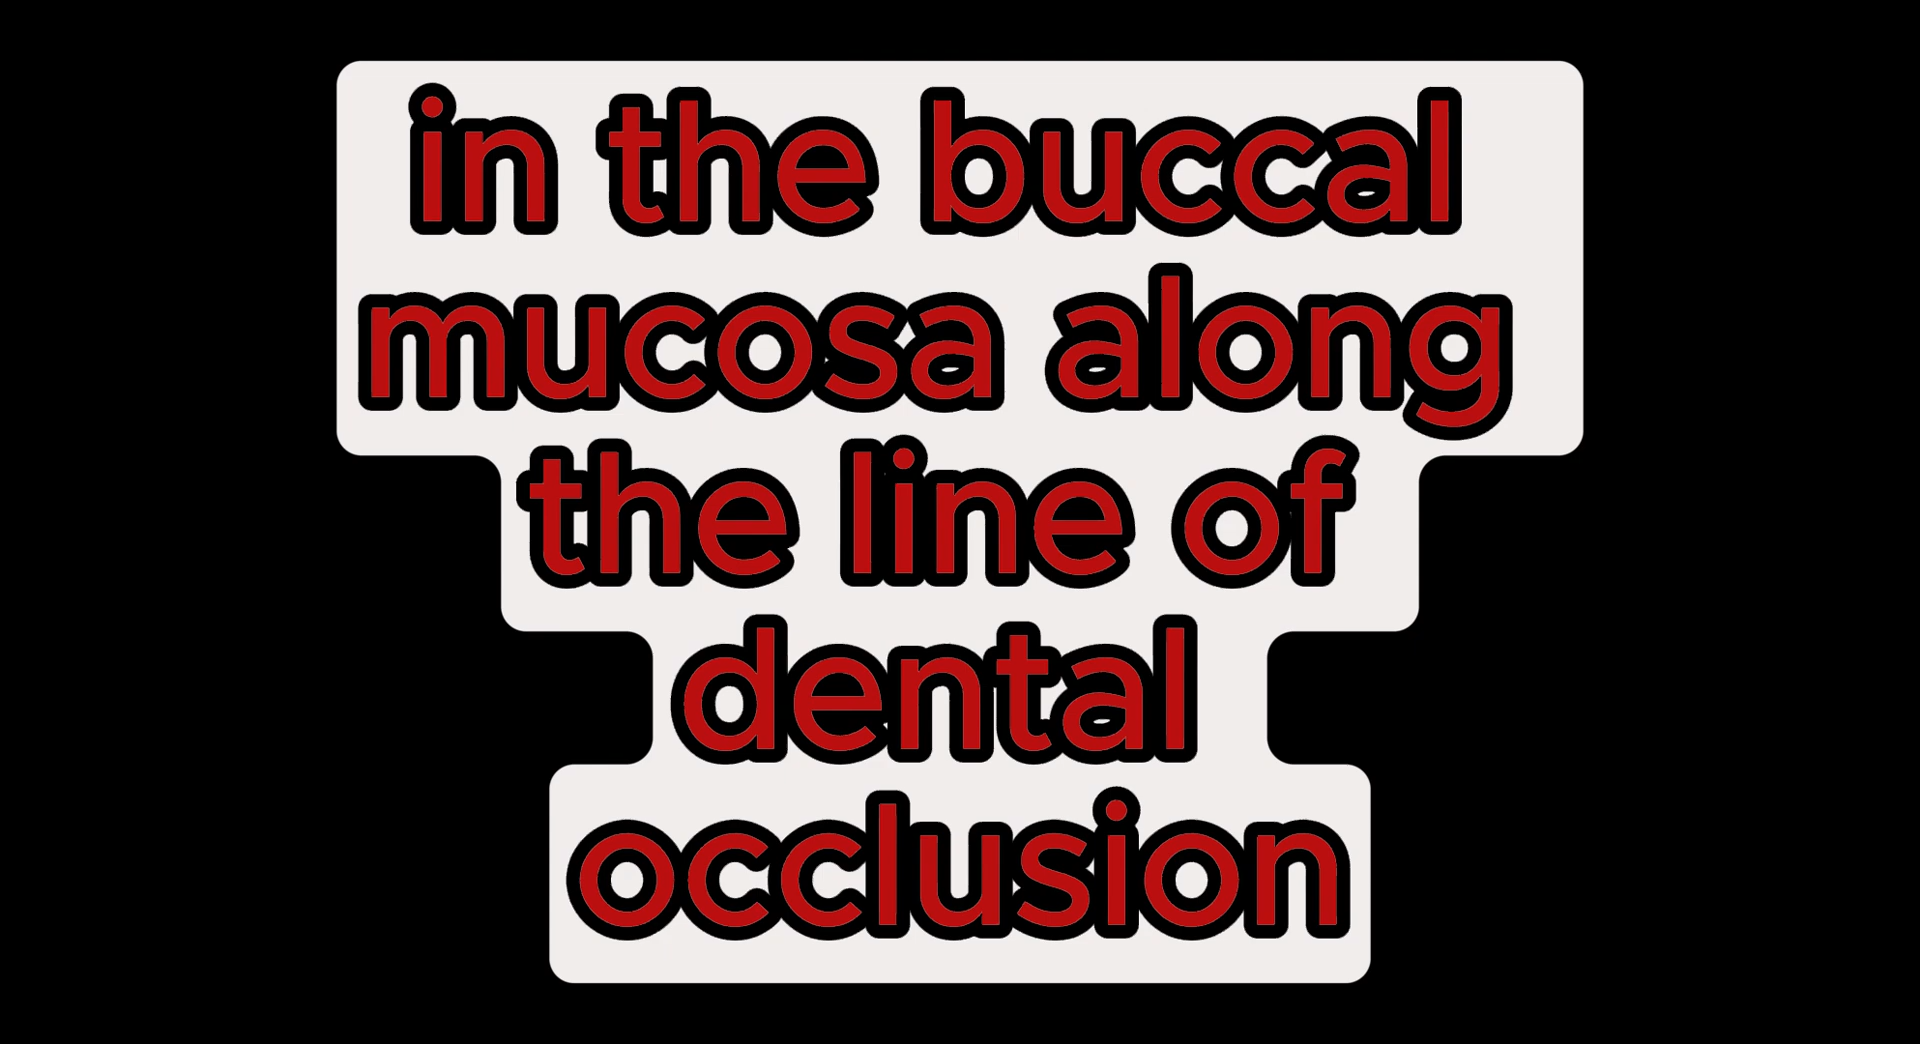 in the buccal
mucosa along
the line of
dental
occlusion